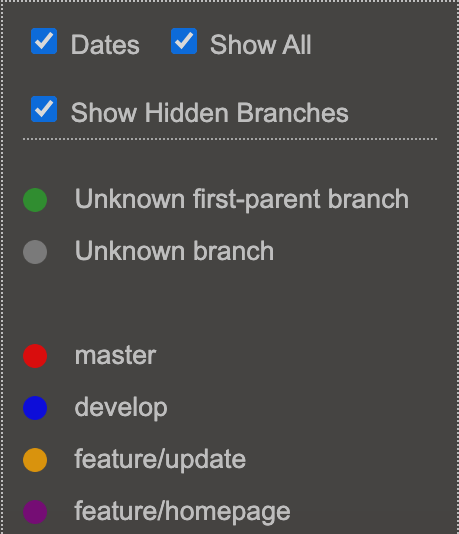 Dates Show All
Show Hidden Branches
Unknown first-parent branch
Unknown branch
master
develop
feature/update
feature/homepage